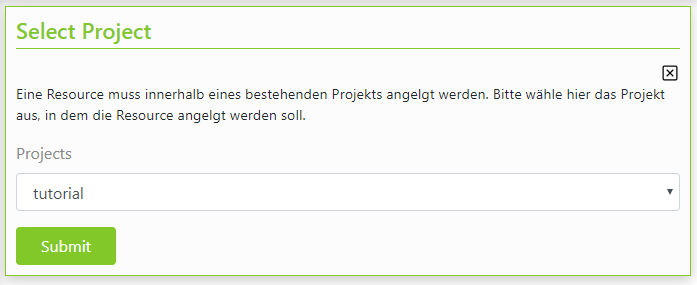 Select Project
Eine Resource muss innerhalb eines bestehenden Projekts angelgt werden. Bitte wähle hier das Projekt
aus, in dem die Resource angelgt werden soll.
Projects
tutorial
Submit